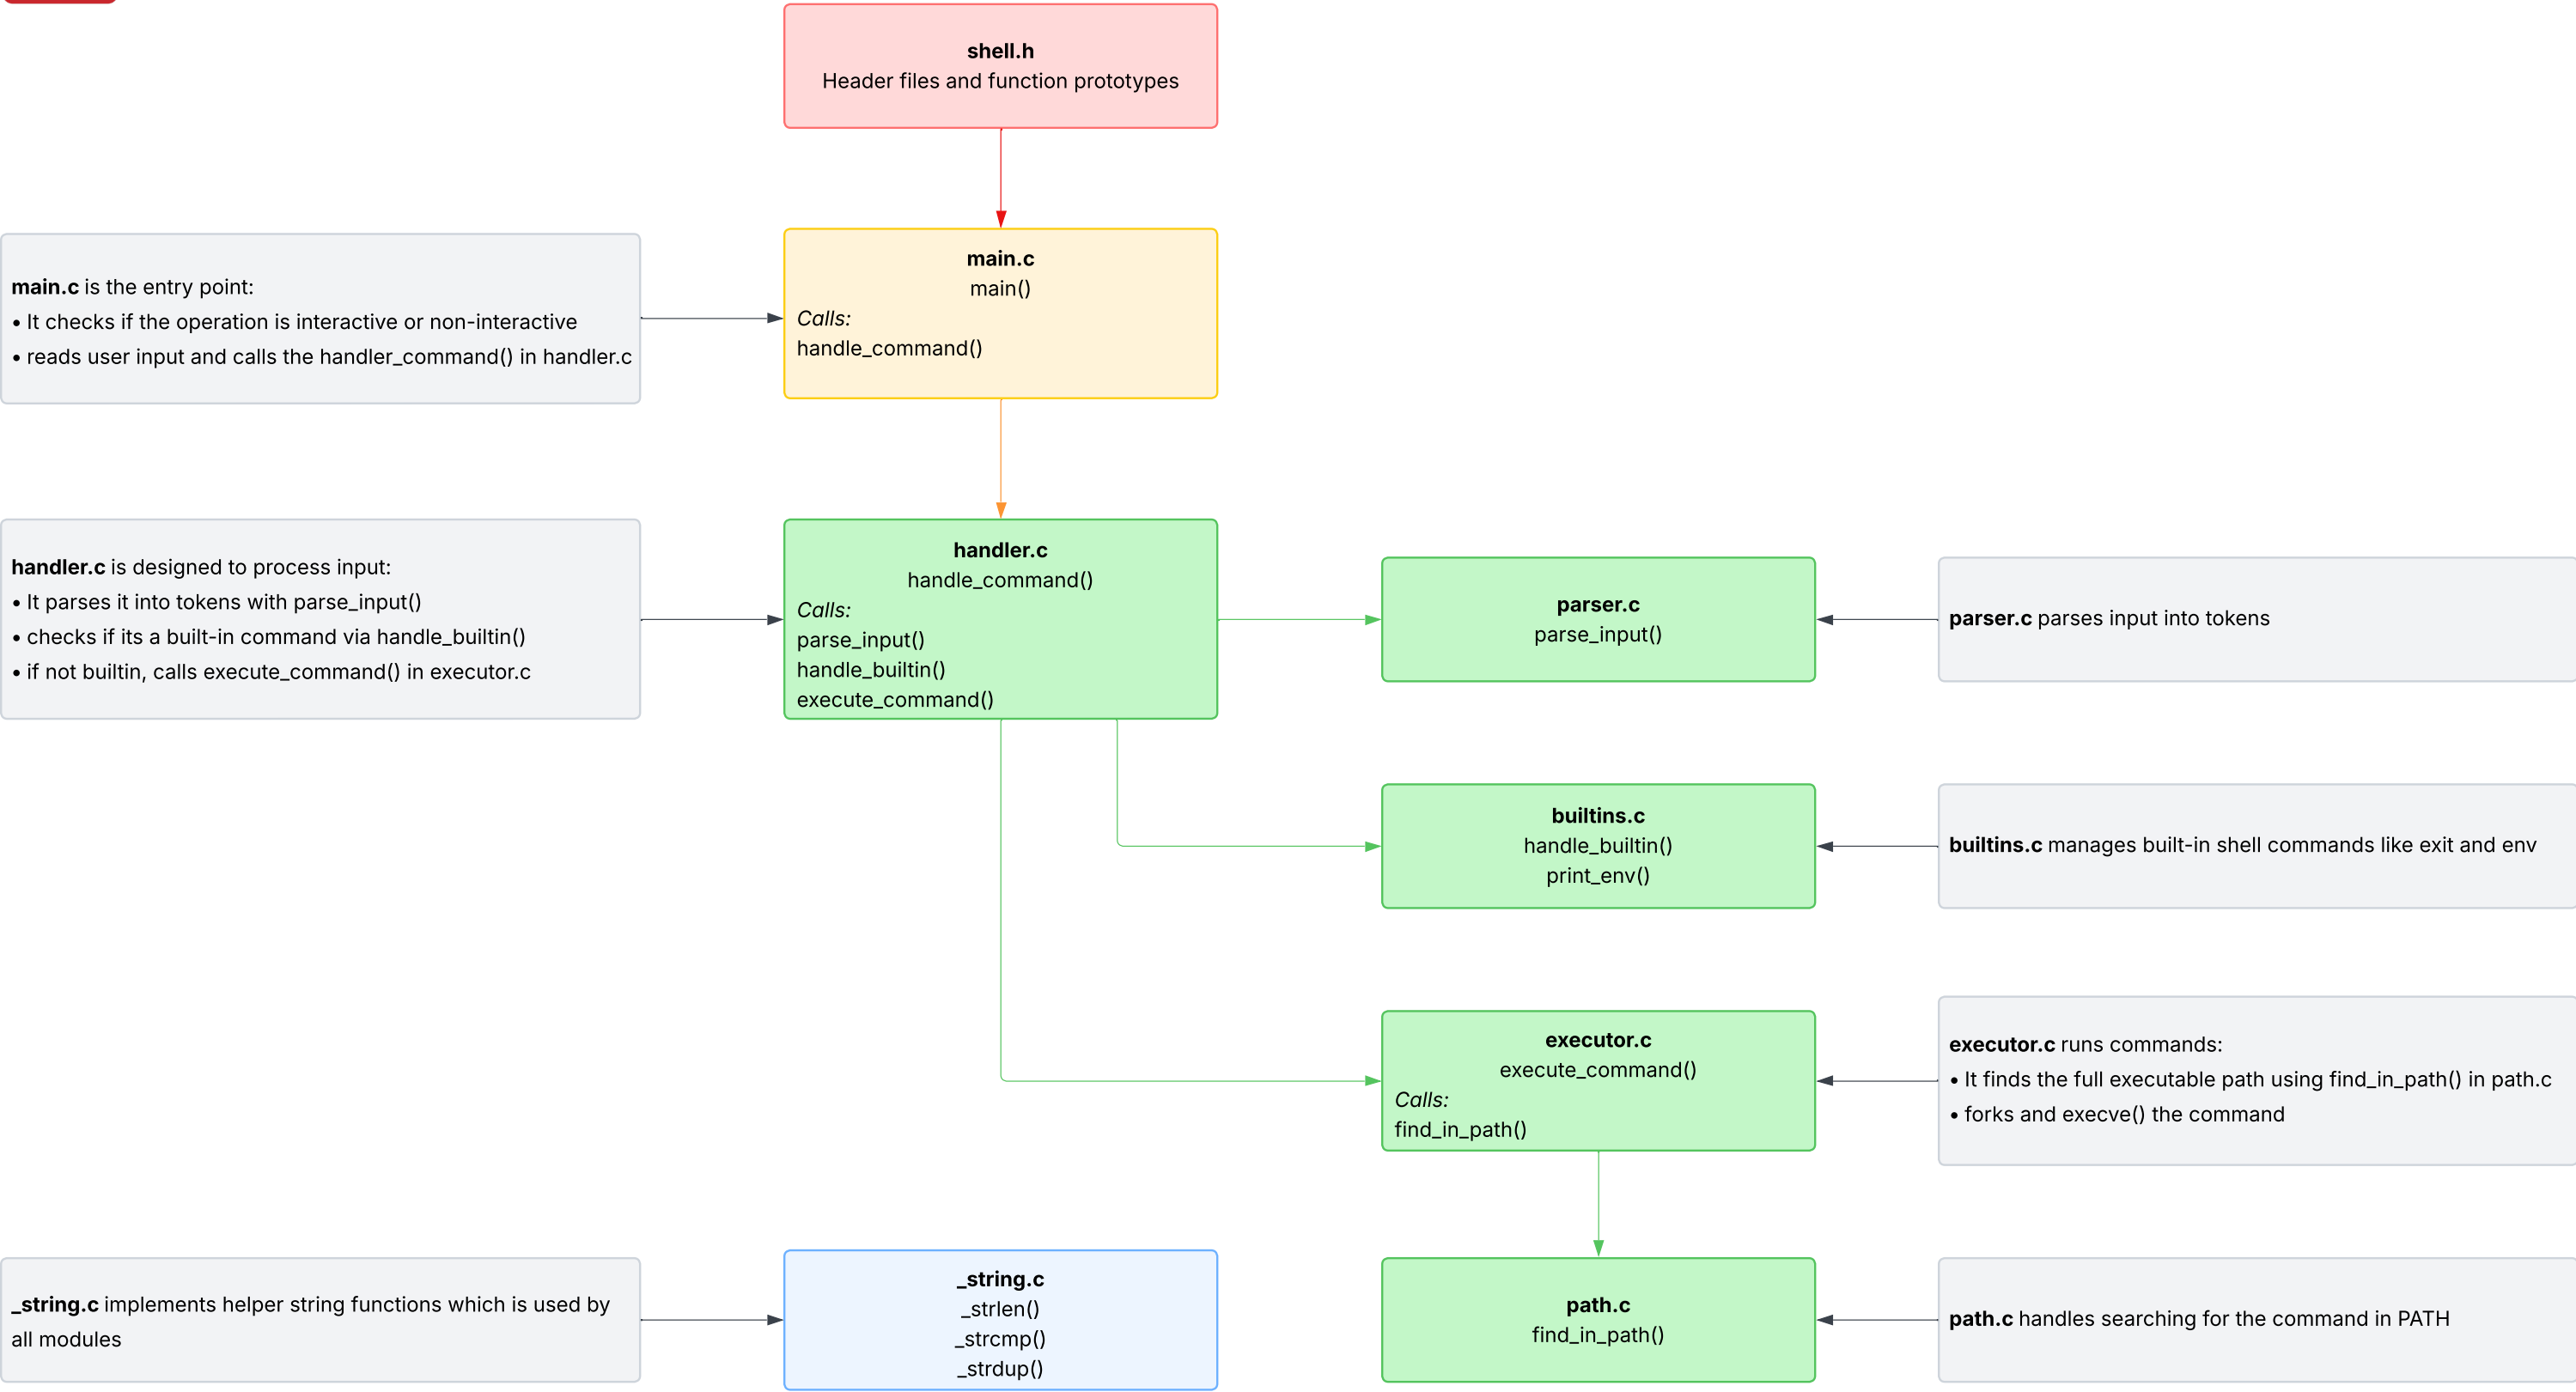 shell.h
Header files and function prototypes
main.c is the entry point:
• It checks if the operation is interactive or non-interactive
• reads user input and calls the handler_command() in handler.c
main.c
main()
Calls:
handle_command()
handler.c is designed to process input:
• It parses it into tokens with parse_input()
• checks if its a built-in command via handle_builtin()
• if not builtin, calls execute_command() in executor.c
handler.c
handle_command()
Calls:
parse_input()
handle_builtin()
execute_command()
parser.c
parse_input()
parser.c parses input into tokens
builtins.c
handle_builtin()
print_env()
builtins.c manages built-in shell commands like exit and env
executor.c
execute_command()
Calls:
find_in_path()
executor.c runs commands:
• It finds the full executable path using find_in_path() in path.c
• forks and execve() the command
_string.c implements helper string functions which is used by
all modules
_string.c
_strlen()
_strcmp()
_strdup()
path.c
find_in_path()
path.c handles searching for the command in PATH